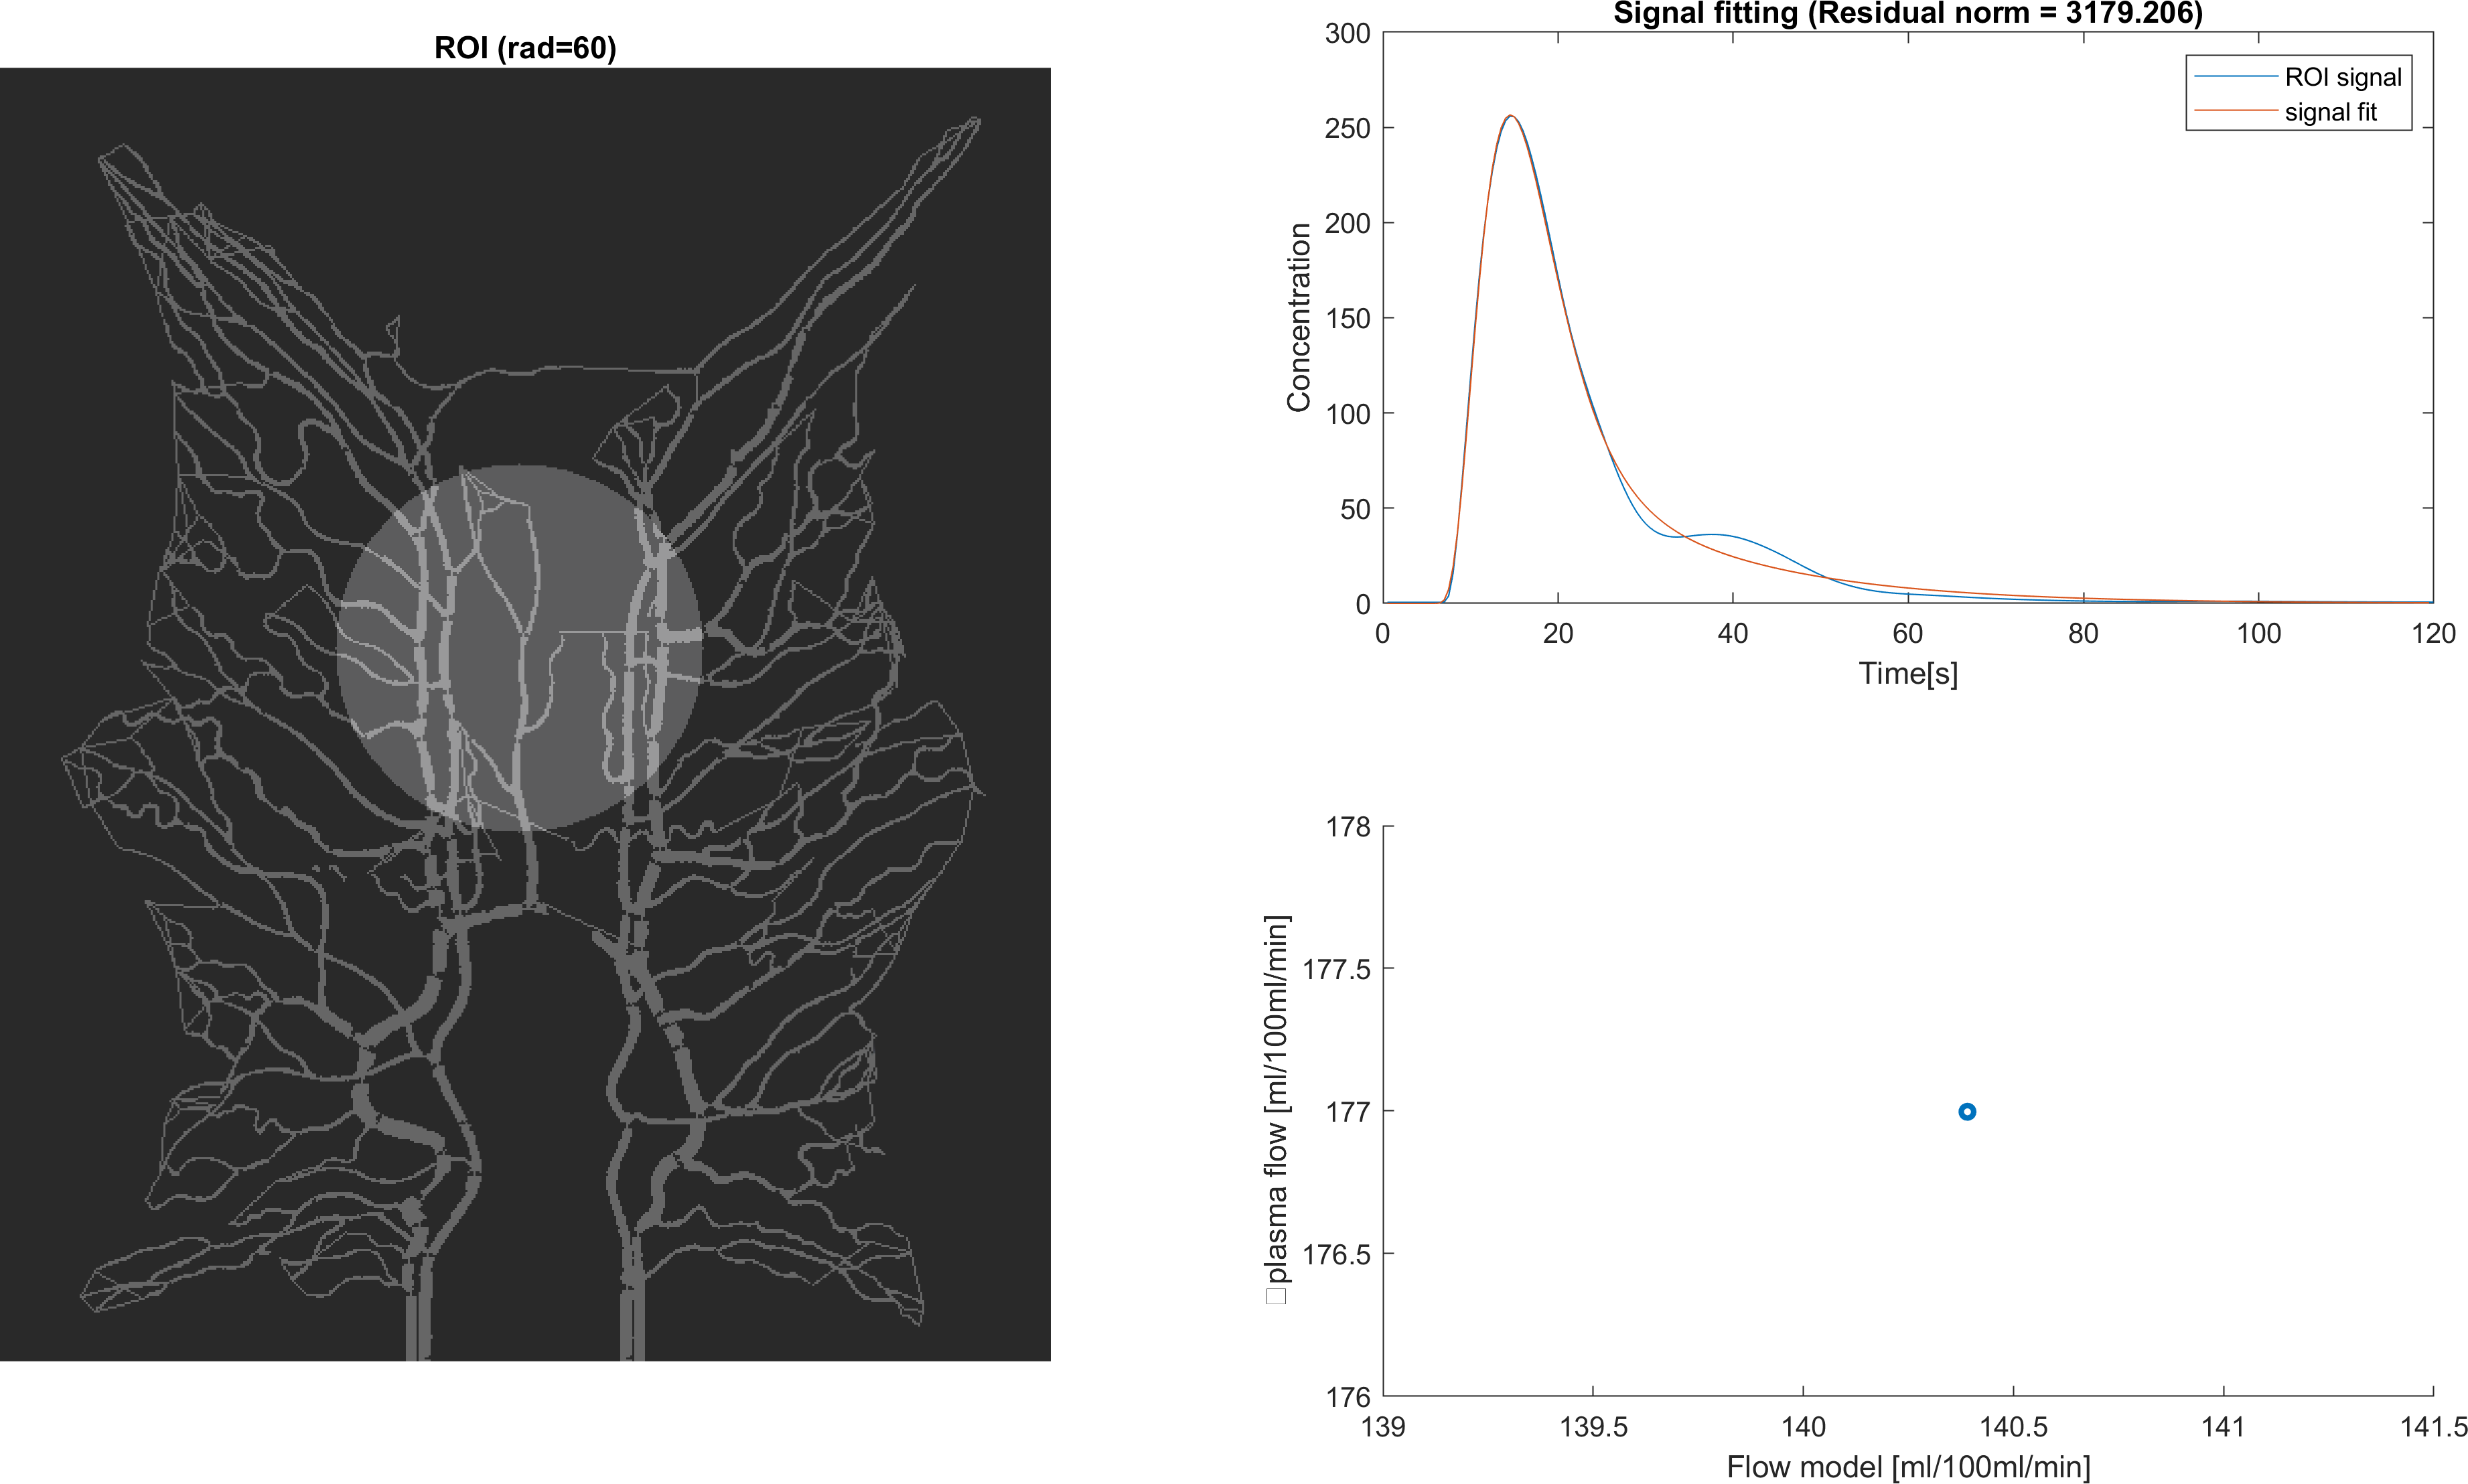 ROI (rad=60)
Signal fitting (Residual norm = 3179.206)
300
250
200
150
100
50
0
Concentration
ROI signal
signal fit
0 20 40 60 80 100 120
Time[s]
178
177.5
177
176.5
176
□plasma flow [ml/100ml/min]
139 139.5 140 140.5 141 141.5
Flow model [ml/100ml/min]